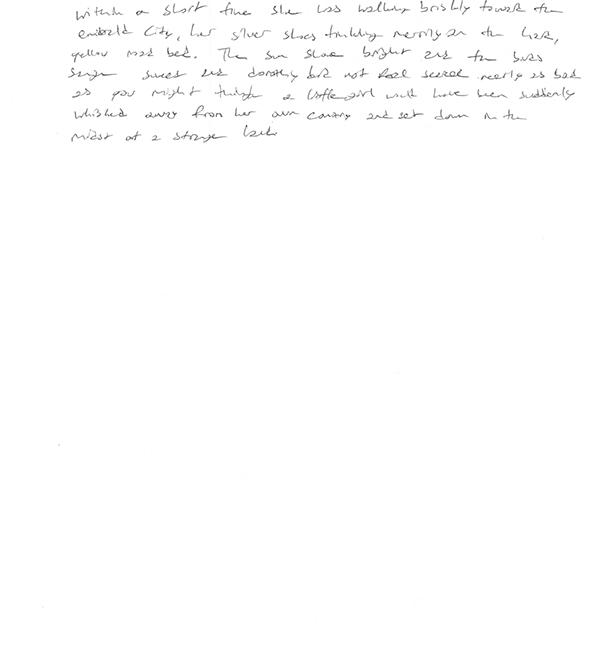 Within a short time she was walking briskly toward the
emerald City, her silver shoes tinkling merrily on the hard,
yellow road bed. The sun shone bright and the birds
sang sweet and dorothy did not feel scared nearly as bad
as you might think a little girl would have been suddenly
whisked away from her own country and set down in the
midst of a strange land.